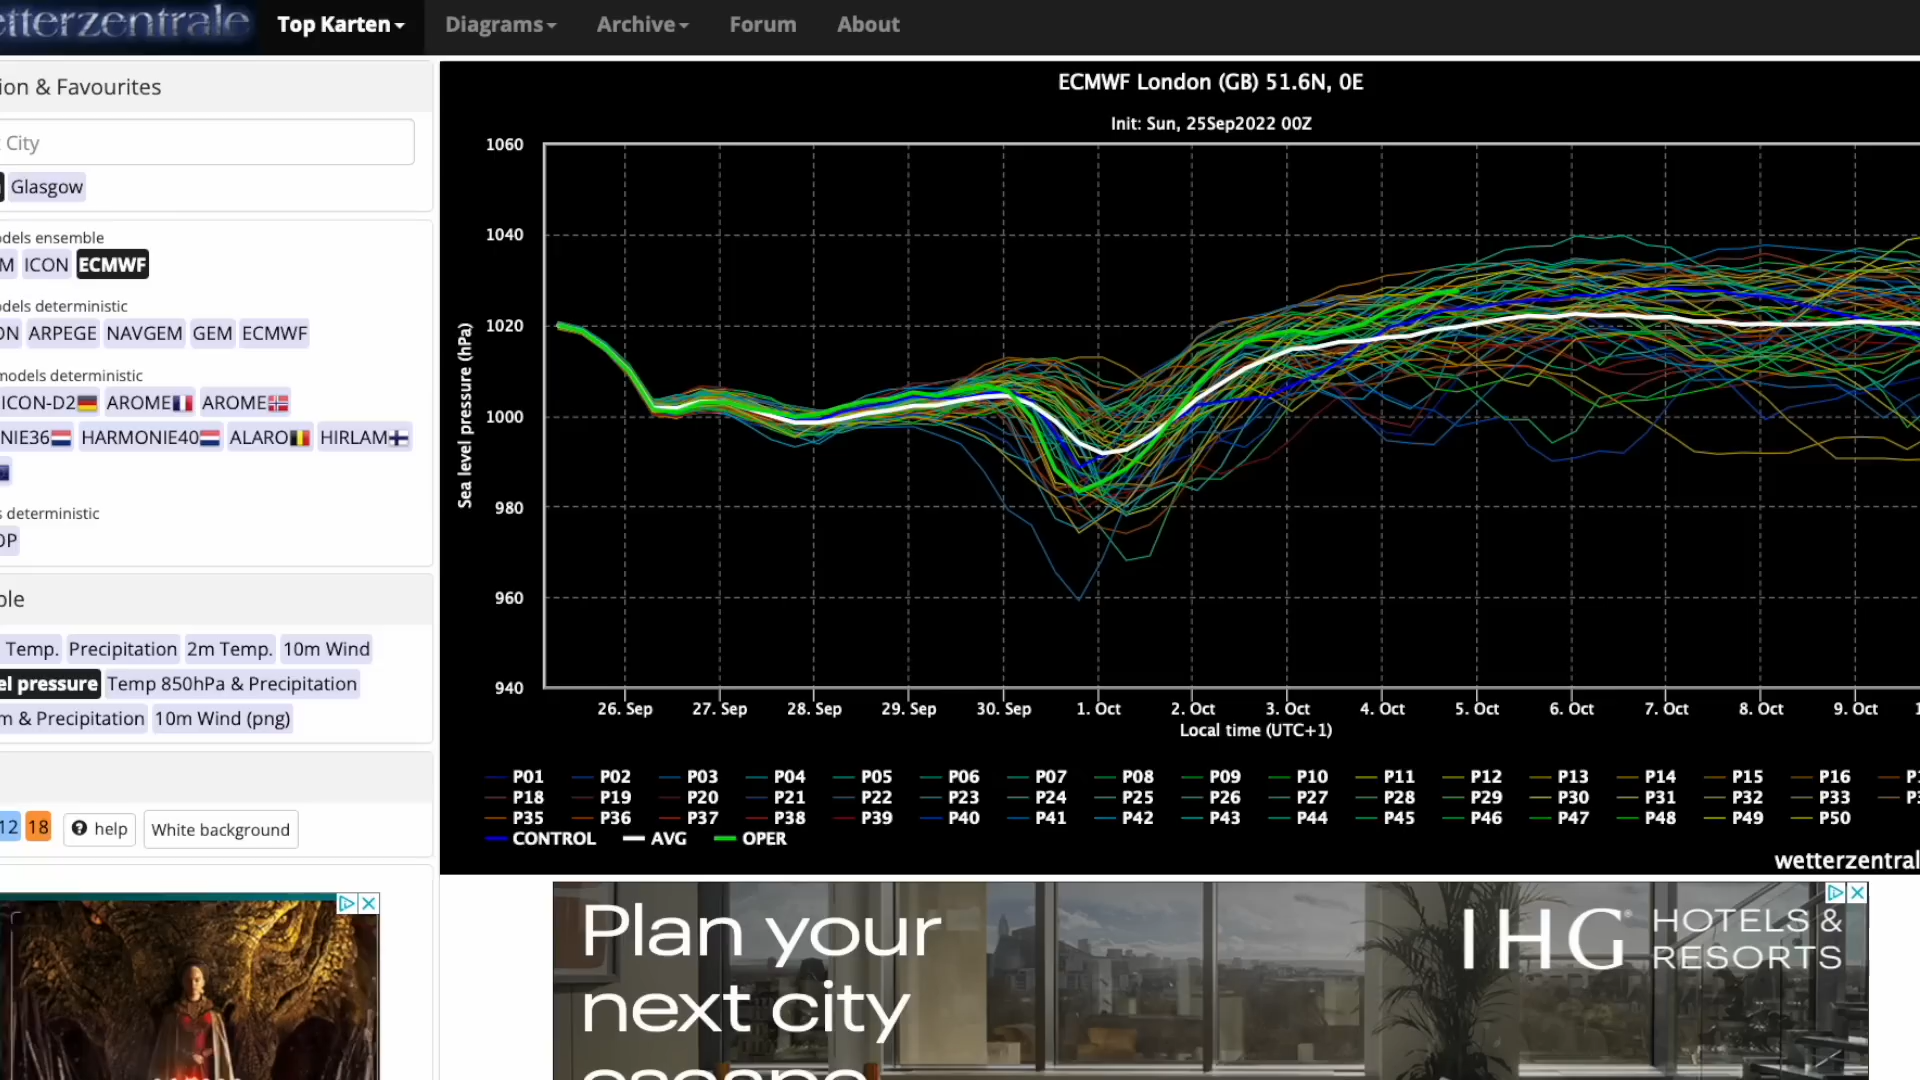 etterzentrale
Top Karten
Diagrams
Archive
Forum
About
ion & Favourites
City
Glasgow
dels ensemble
M ICON ECMWF
dels deterministic
ON ARPEGE NAVGEM GEM ECMWF
models deterministic
ICON-D2 AROME AROME
NIE36 HARMONIE40 ALARO HIRLAM
s deterministic
OP
ble
Temp. Precipitation 2m Temp. 10m Wind
el pressure Temp 850hPa & Precipitation
m & Precipitation 10m Wind (png)
12 18 help White background
ECMWF London (GB) 51.6N, 0E
Init: Sun, 25Sep2022 00Z
1060
1040
1020
1000
980
960
940
Sea level pressure (hPa)
26. Sep 27. Sep 28. Sep 29. Sep 30. Sep 1. Oct 2. Oct 3. Oct 4. Oct 5. Oct 6. Oct 7. Oct 8. Oct 9. Oct 1
Local time (UTC+1)
P01 P02 P03 P04 P05 P06 P07 P08 P09 P10 P11 P12 P13 P14 P15 P16 P1
P18 P19 P20 P21 P22 P23 P24 P25 P26 P27 P28 P29 P30 P31 P32 P33 P3
P35 P36 P37 P38 P39 P40 P41 P42 P43 P44 P45 P46 P47 P48 P49 P50
CONTROL AVG OPER
wetterzentral
Plan your
next city
escape
IHG HOTELS &
RESORTS